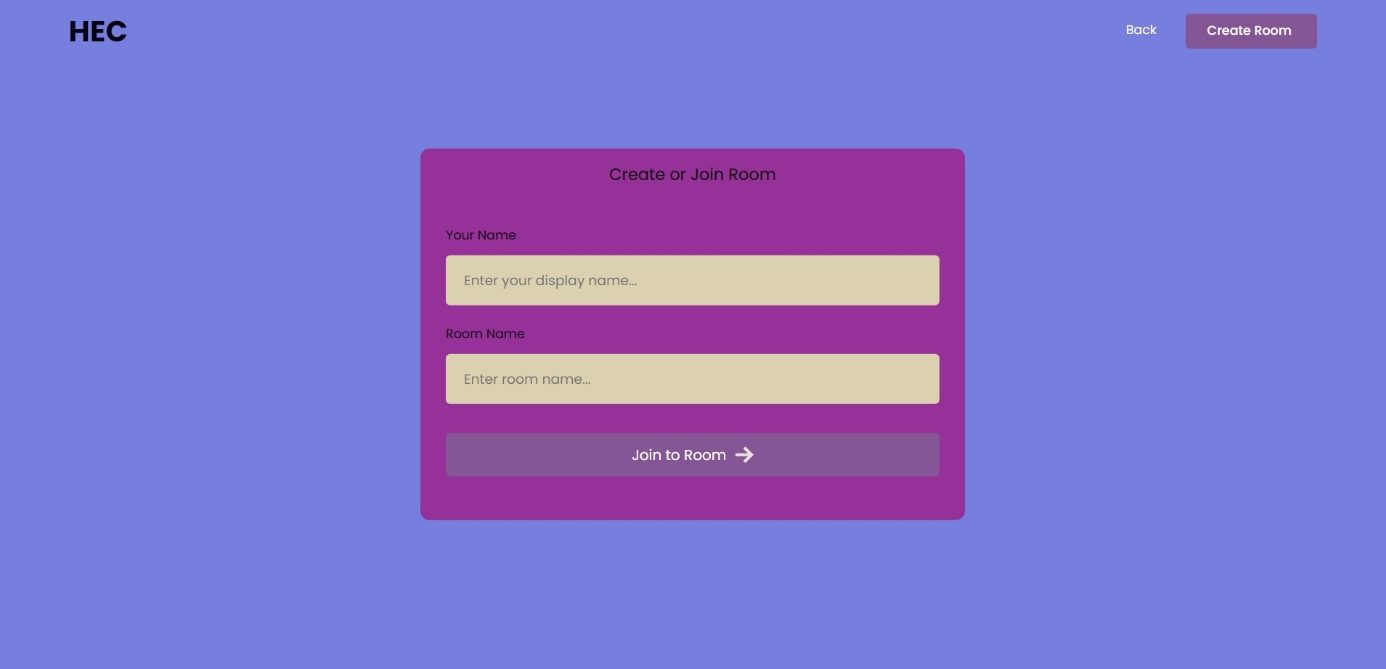 HEC
Back
Create Room
Create or Join Room
Your Name
Enter your display name...
Room Name
Enter room name...
Join to Room